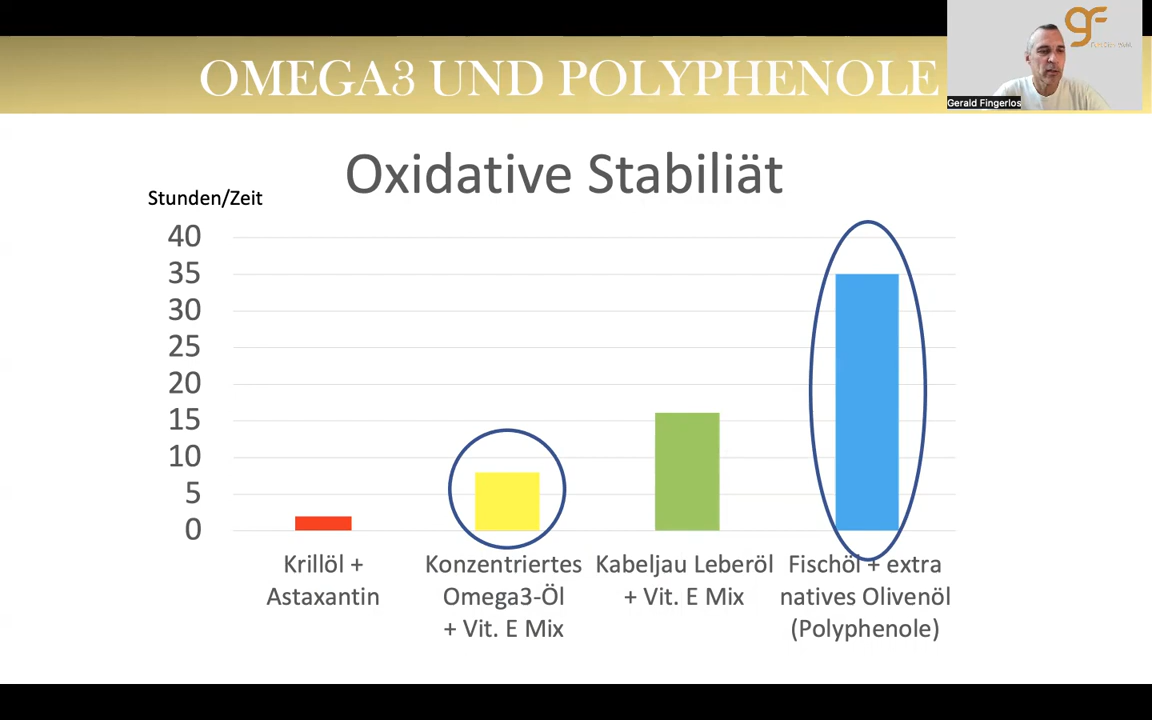 OMEGA3 UND POLYPHENOLE
gF
Gerald Fingerlos
Oxidative Stabiliät
Stunden/Zeit
40
35
30
25
20
15
10
5
0
Krillöl +
Astaxantin
Konzentriertes
Omega3-Öl
+ Vit. E Mix
Kabeljau Leberöl
+ Vit. E Mix
Fischöl + extra
natives Olivenöl
(Polyphenole)